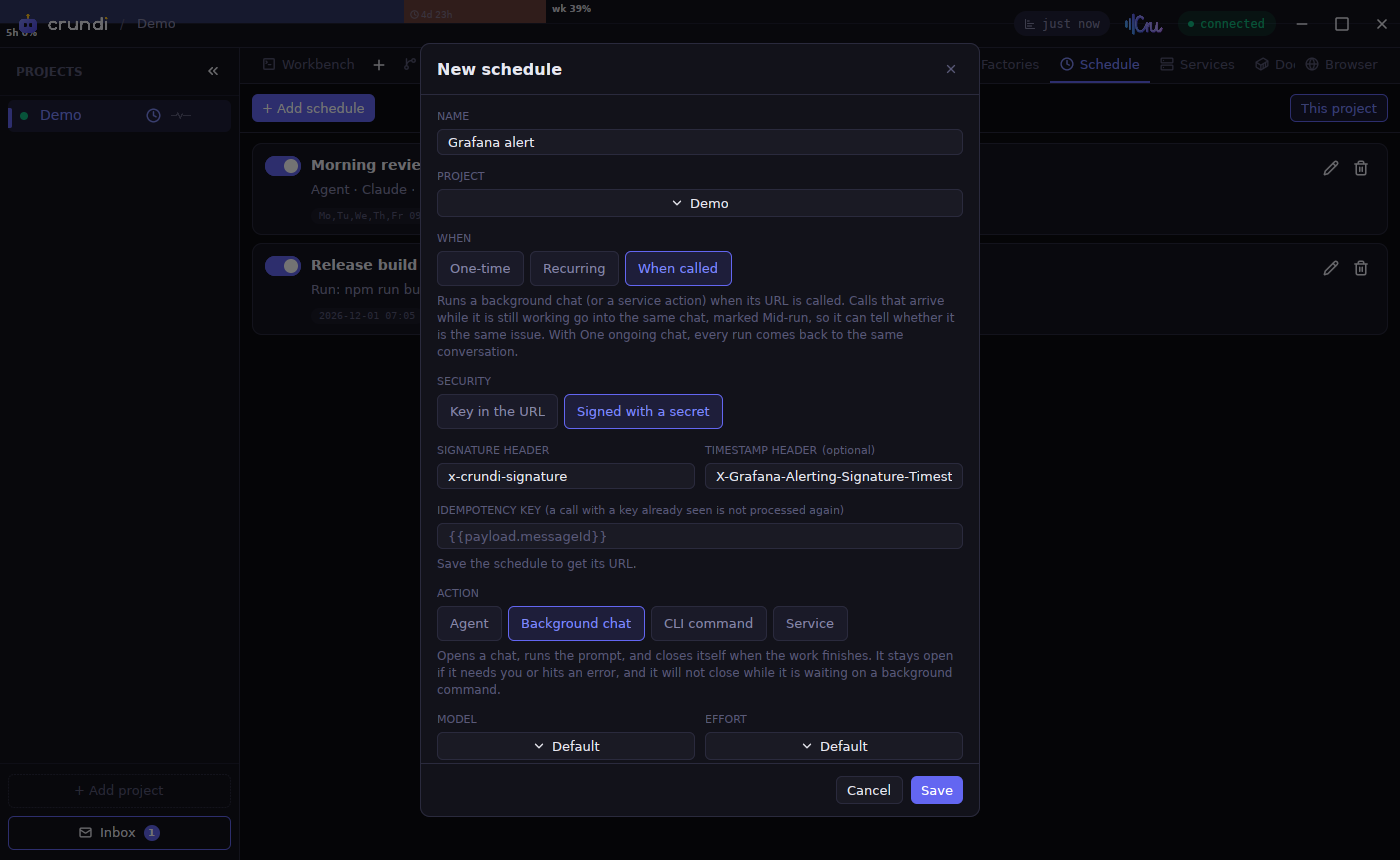 4d 23h
wk 39%
crundi / Demo
just now
Cru
connected
PROJECTS
Workbench
Factories
Schedule
Services
Browser
Demo
+ Add schedule
This project
Morning
Agent · Claude ·
Mo,Tu,We,Th,Fr
Release build
Run: npm run
2026-12-01 07:05
New schedule
NAME
Grafana alert
PROJECT
Demo
WHEN
One-time
Recurring
When called
Runs a background chat (or a service action) when its URL is called. Calls that arrive
while it is still working go into the same chat, marked Mid-run, so it can tell whether it
is the same issue. With One ongoing chat, every run comes back to the same
conversation.
SECURITY
Key in the URL
Signed with a secret
SIGNATURE HEADER
TIMESTAMP HEADER (optional)
x-crundi-signature
X-Grafana-Alerting-Signature-Timest
IDEMPOTENCY KEY (a call with a key already seen is not processed again)
{{payload.messageId}}
Save the schedule to get its URL.
ACTION
Agent
Background chat
CLI command
Service
Opens a chat, runs the prompt, and closes itself when the work finishes. It stays open
if it needs you or hits an error, and it will not close while it is waiting on a background
command.
MODEL
EFFORT
Default
Default
Cancel
Save
+ Add project
Inbox 1